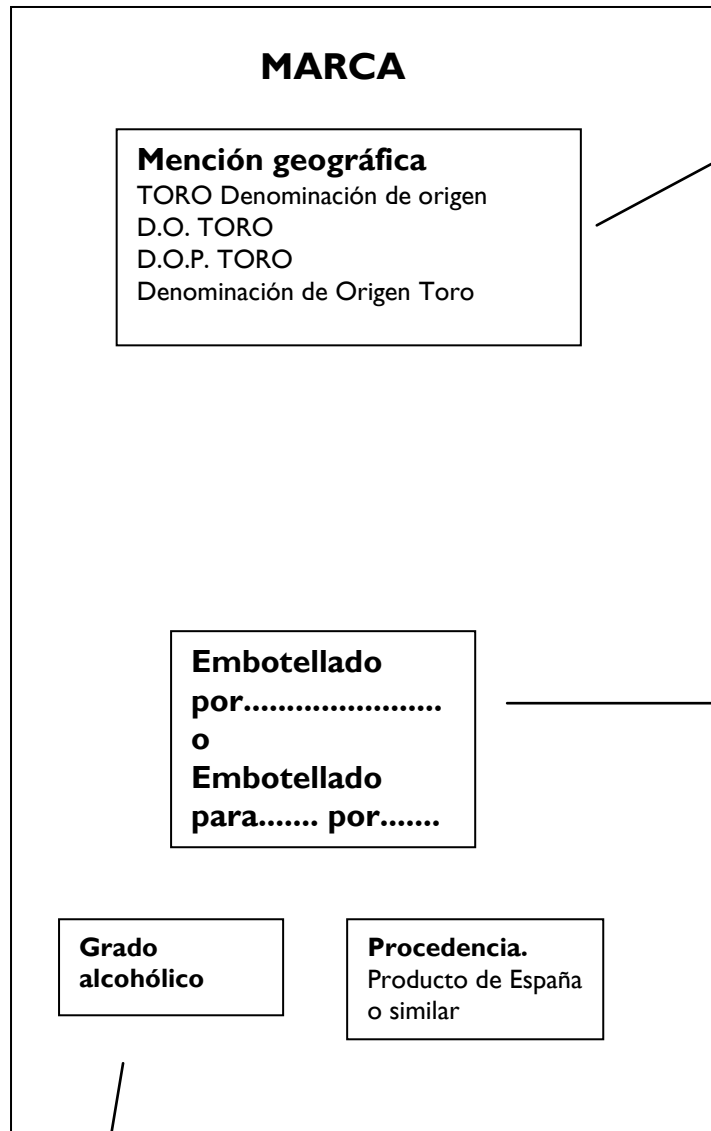 MARCA
Mención geográfica
TORO Denominación de origen
D.O. TORO
D.O.P. TORO
Denominación de Origen Toro
Embotellado
por.......................
o
Embotellado
para....... por.......
Grado
alcohólico
Procedencia.
Producto de España
o similar